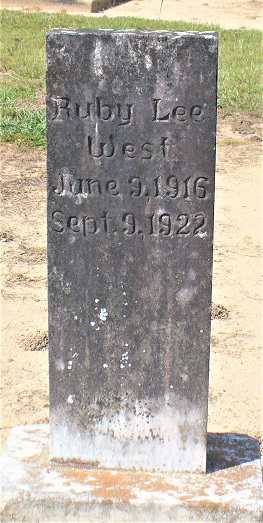 Ruby Lee
West
June 9, 1916
Sept. 9, 1922